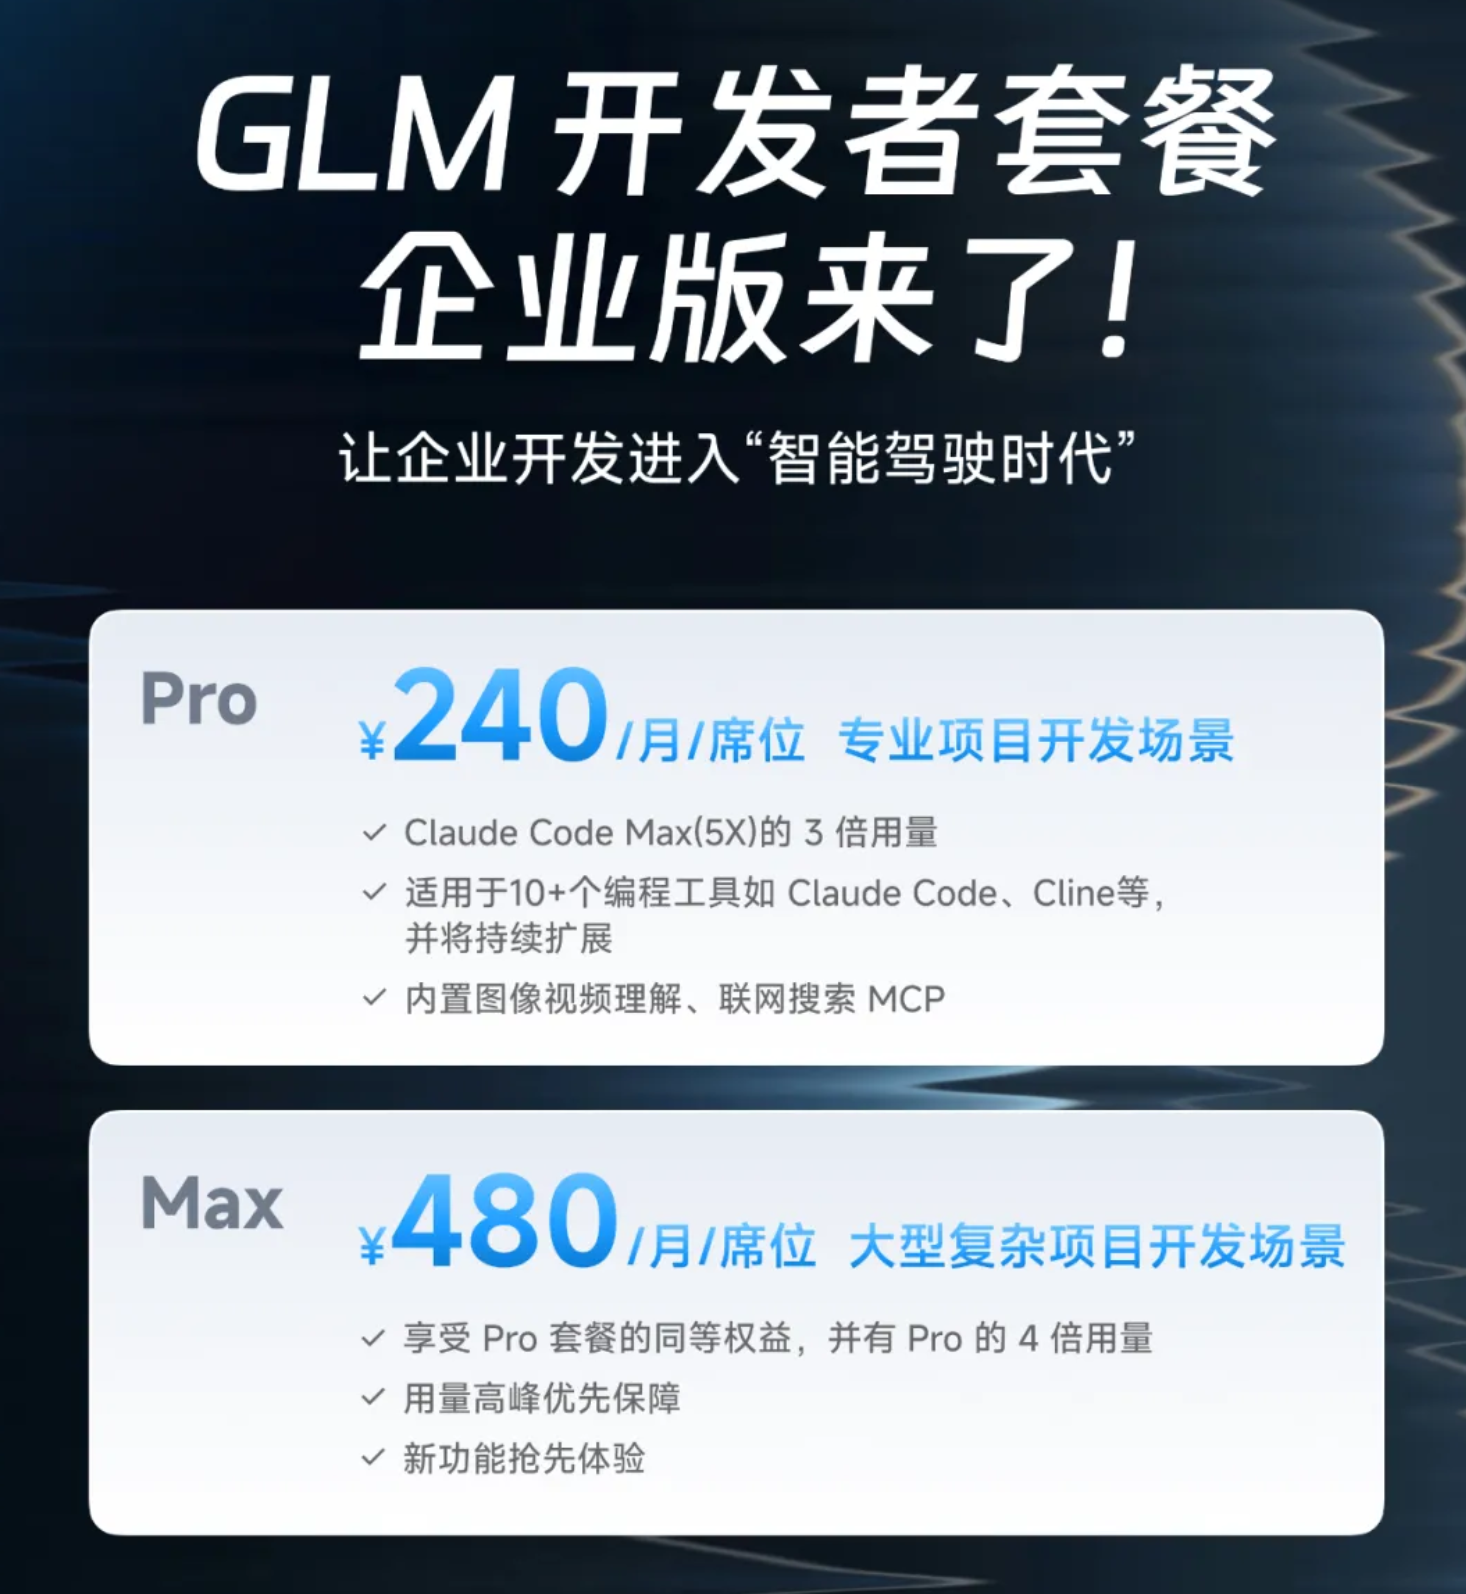 GLM 开发者套餐
企业版来了!
让企业开发进入“智能驾驶时代”
Pro
¥240/月/席位 专业项目开发场景
✓ Claude Code Max(5X)的 3 倍用量
✓ 适用于10+个编程工具如 Claude Code、Cline等，
并将持续扩展
✓ 内置图像视频理解、联网搜索 MCP
Max
¥480/月/席位 大型复杂项目开发场景
✓ 享受 Pro 套餐的同等权益，并有 Pro 的 4 倍用量
✓ 用量高峰优先保障
✓ 新功能抢先体验